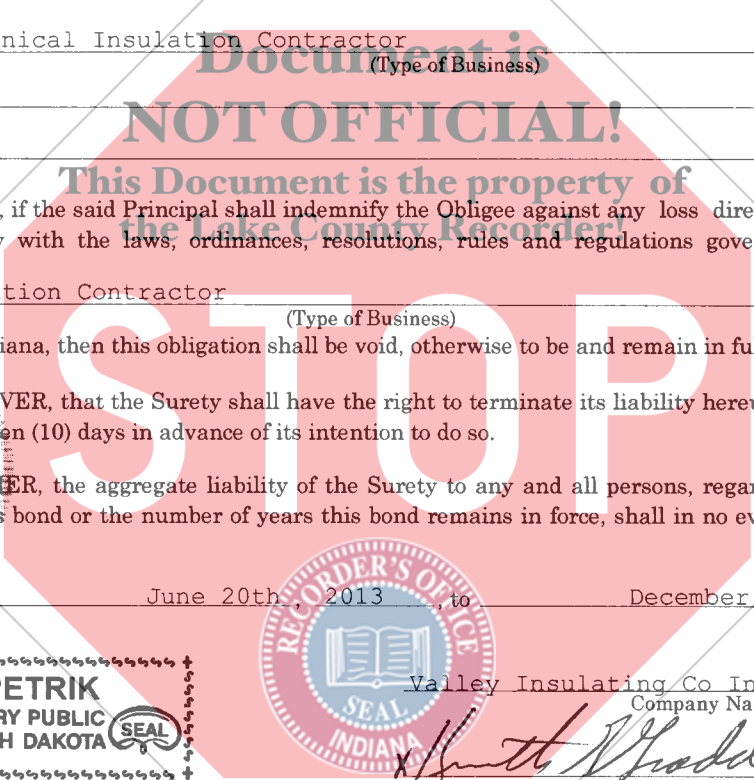 nical Insulation Contractor
Document is
(Type of Business)
NOT OFFICIAL!
This Document is the property of
, if the said Principal shall indemnify the Obligee against any loss dire
the Lake County Recorder!
with the laws, ordinances, resolutions, rules and regulations gove
tion Contractor
(Type of Business)
iana, then this obligation shall be void, otherwise to be and remain in fu
STOP
VER, that the Surety shall have the right to terminate its liability hereu
en (10) days in advance of its intention to do so.
ER, the aggregate liability of the Surety to any and all persons, regar
s bond or the number of years this bond remains in force, shall in no ev
June 20th , 2013 , to December
RECORDER'S OFFICE
SEAL
INDIANA
PETRIK
RY PUBLIC
H DAKOTA
SEAL
Valley Insulating Co In
Company Na